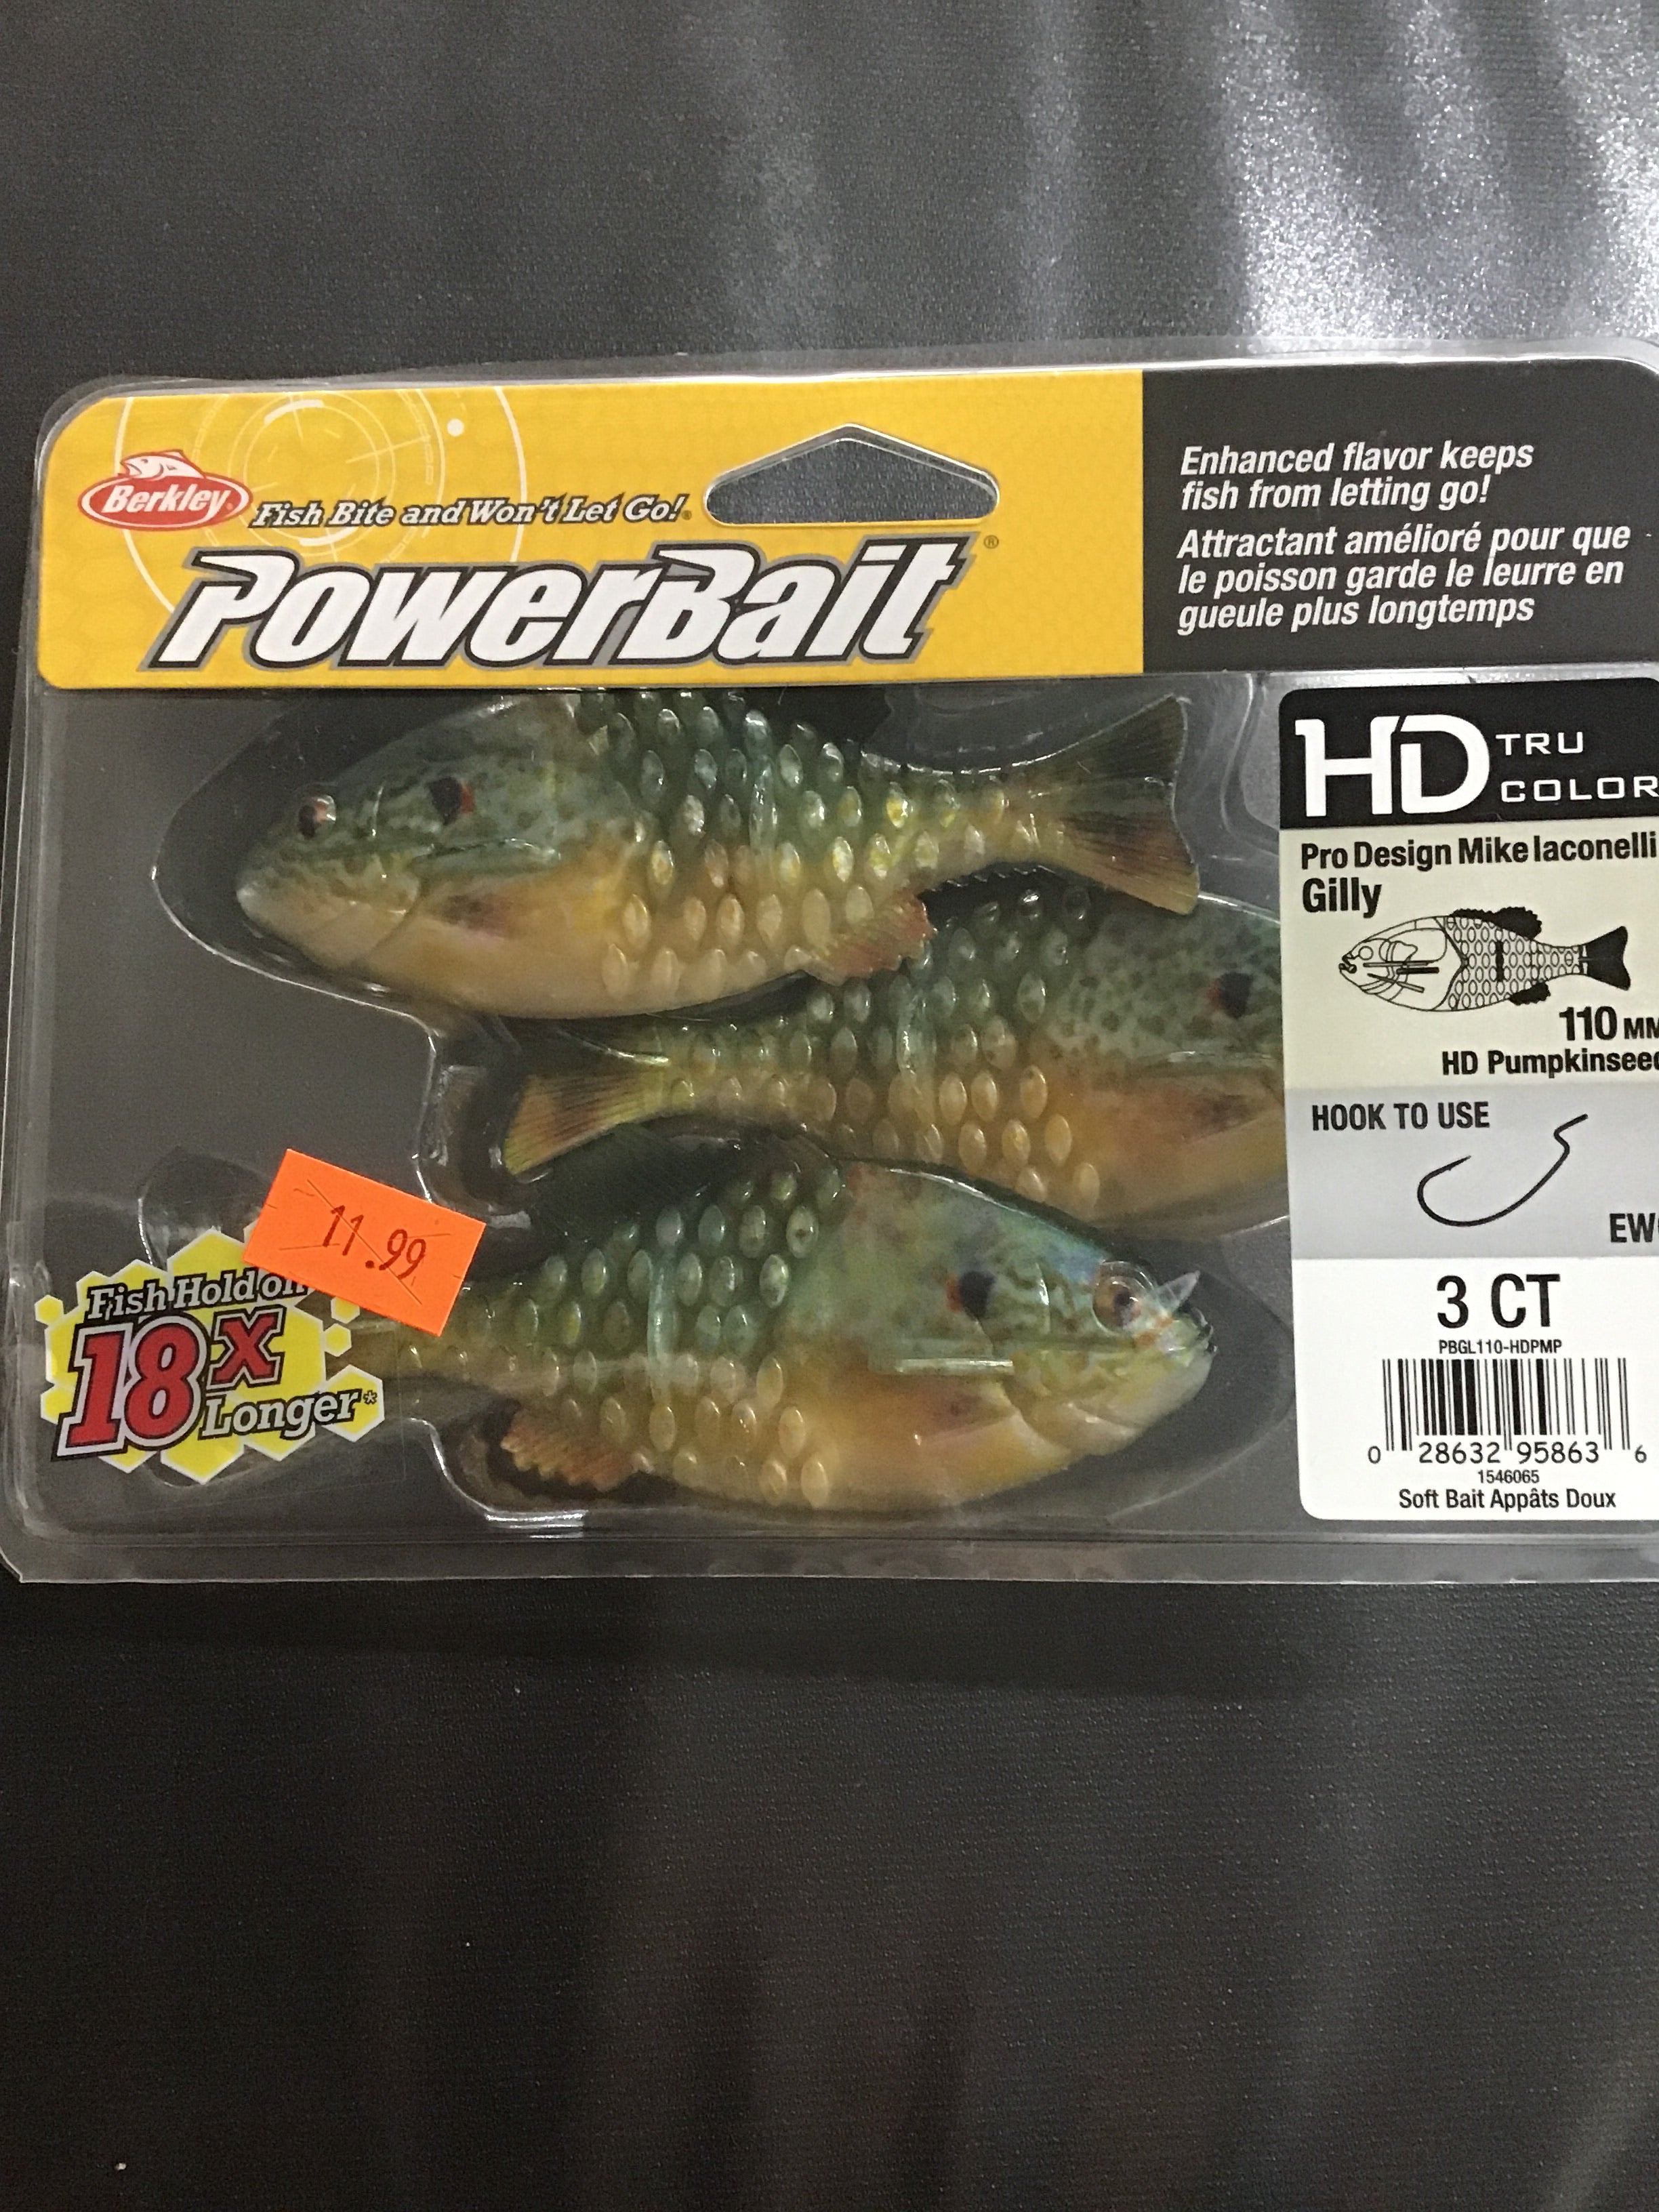 Berkley
Fish Bite and Won't Let Go!®
PowerBait®
Enhanced flavor keeps
fish from letting go!
Attractant amélioré pour que
le poisson garde le leurre en
gueule plus longtemps
HD TRU
COLOR
Pro Design Mike Iaconelli
Gilly
110 MM
HD Pumpkinseed
HOOK TO USE
3 CT
PBGL110-HDPMP
0 28632 95863 6
1546065
Soft Bait Appâts Doux
11.99
Fish Hold on
18x
Longer*